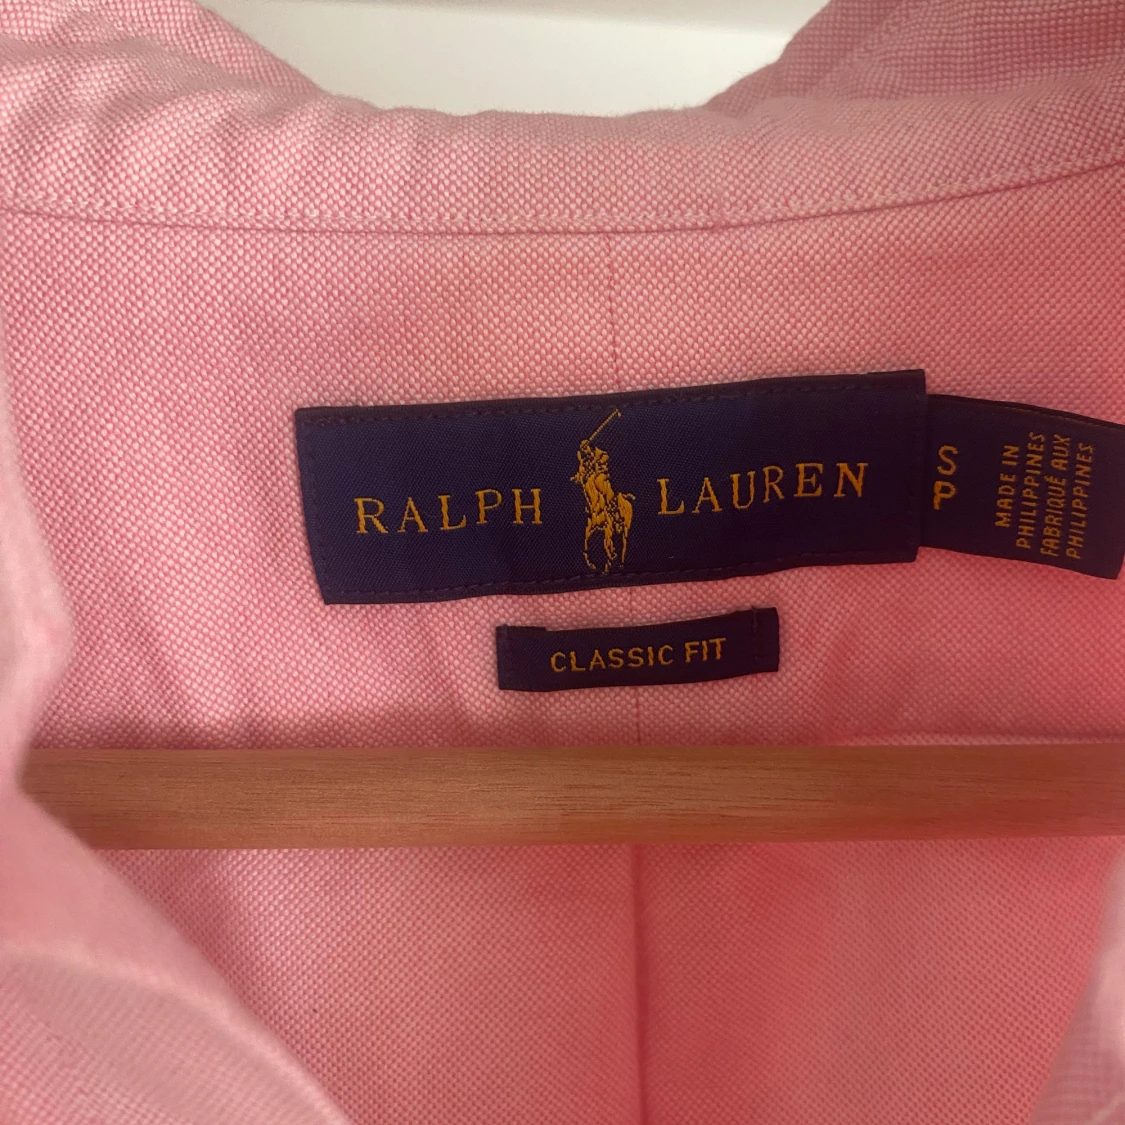 RALPH LAUREN
S
P
MADE IN
PHILIPPINES
FABRIQUÉ AUX
PHILIPPINES
CLASSIC FIT